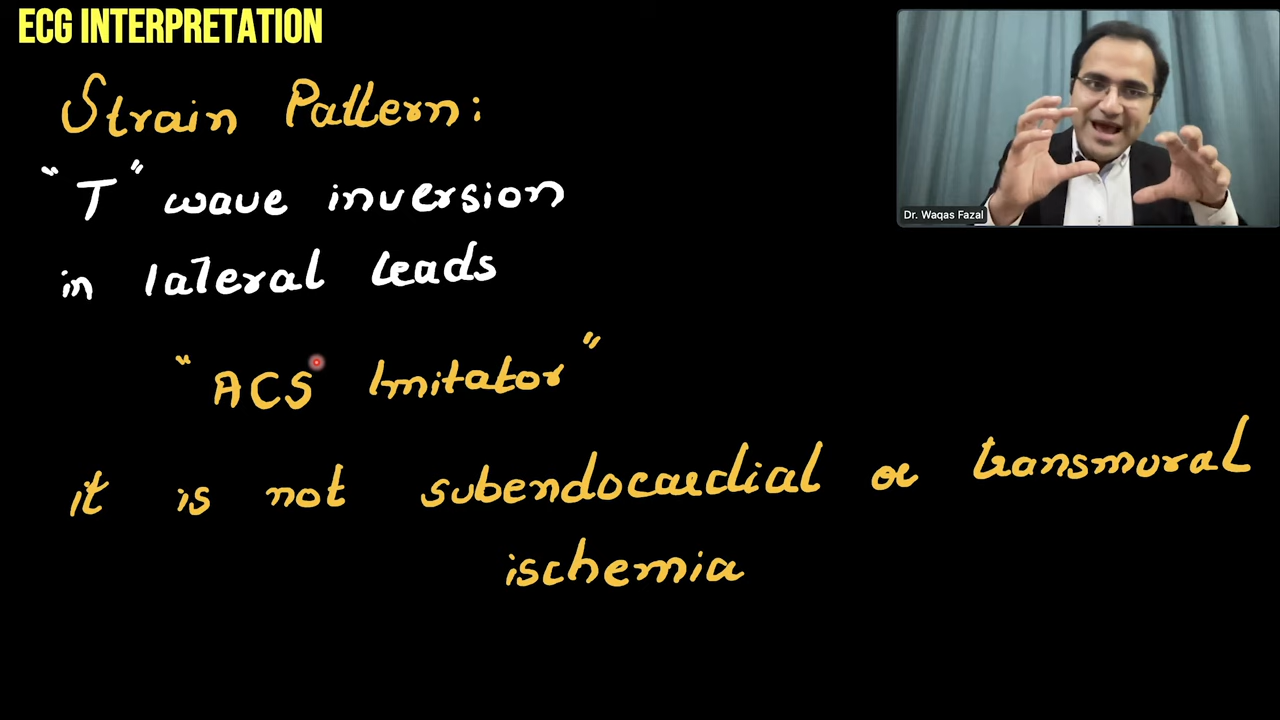 ECG INTERPRETATION
Strain Pattern:
"T" wave inversion
in lateral leads
"ACS Imitator"
it is not subendocardial or transmural
ischemia
Dr. Waqas Fazal